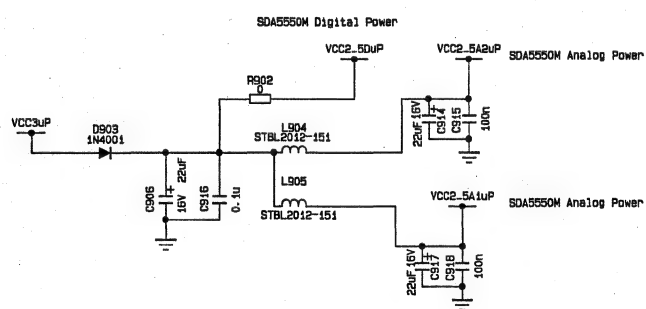 SDA5550M Digital Power
VCC2_5DuP
VCC2_5A2uP
SDA5550M Analog Power
R902
0
VCC3uP
D903
1N4001
L904
STBL2012-151
22uF 16V
C914
C915
100n
C906
22uF
16V
C916
0.1u
L905
STBL2012-151
VCC2_5A1uP
SDA5550M Analog Power
22uF 16V
C917
C918
100n